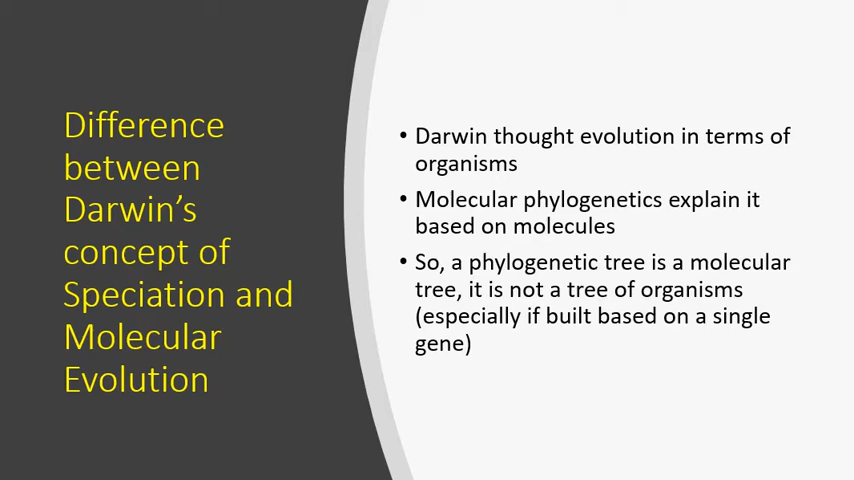 Difference
between
Darwin’s
concept of
Speciation and
Molecular
Evolution
• Darwin thought evolution in terms of
organisms
• Molecular phylogenetics explain it
based on molecules
• So, a phylogenetic tree is a molecular
tree, it is not a tree of organisms
(especially if built based on a single
gene)